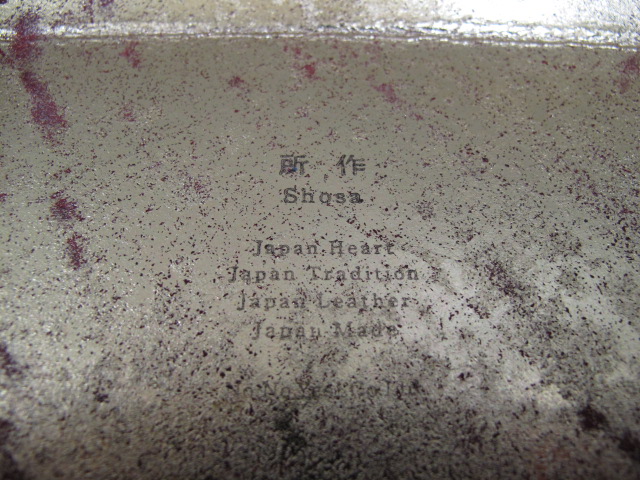 所作
Shosa
Japan Heart
Japan Tradition
Japan Leather
Japan Made